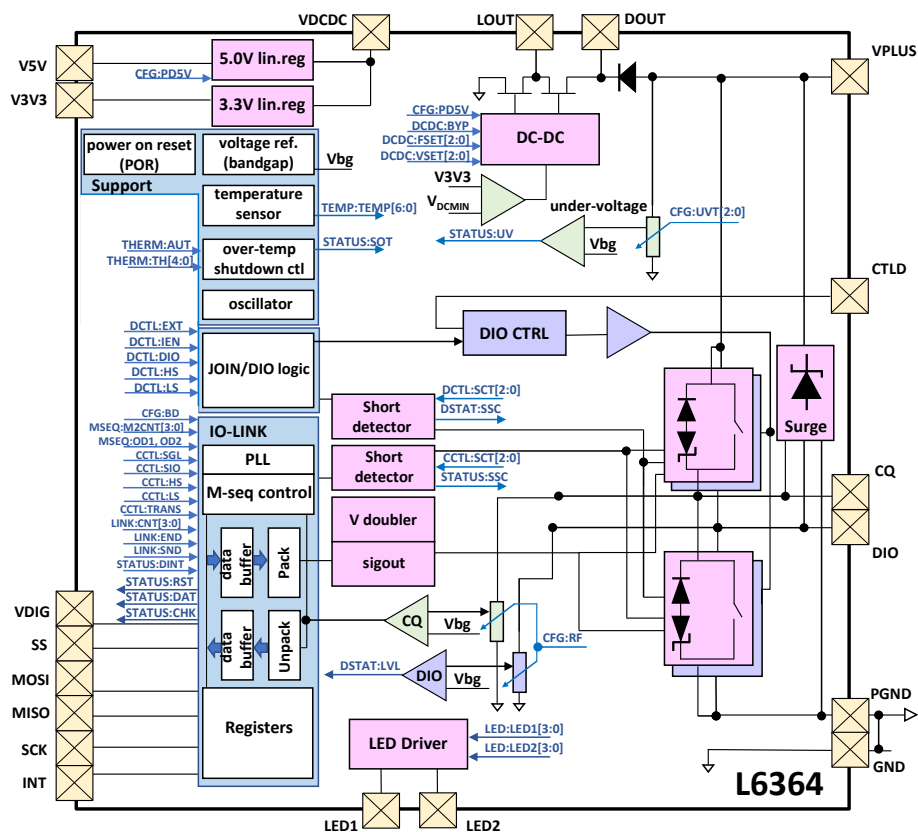 VDCDC
LOUT
DOUT
VPLUS
V5V
5.0V lin.reg
CFG:PD5V
V3V3
3.3V lin.reg
CFG:PD5V
DCDC:BYP
DCDC:FSET[2:0]
DCDC:VSET[2:0]
DC-DC
power on reset
(POR)
Support
voltage ref.
(bandgap)
Vbg
V3V3
VDCMIN
temperature
sensor
TEMP:TEMP[6:0]
under-voltage
CFG:UVT[2:0]
STATUS:UV
Vbg
THERM:AUT
THERM:TH[4:0]
over-temp
shutdown ctl
STATUS:SOT
oscillator
CTLD
DIO CTRL
DCTL:EXT
DCTL:IEN
DCTL:DIO
DCTL:HS
DCTL:LS
JOIN/DIO logic
Short
detector
DCTL:SCT[2:0]
DSTAT:SSC
Surge
CFG:BD
MSEQ:M2CNT[3:0]
MSEQ:OD1, OD2
CCTL:SGL
CCTL:SIO
CCTL:HS
CCTL:LS
CCTL:TRANS
LINK:CNT[3:0]
LINK:END
LINK:SND
STATUS:DINT
STATUS:RST
STATUS:DAT
STATUS:CHK
IO-LINK
PLL
M-seq control
Short
detector
CCTL:SCT[2:0]
STATUS:SSC
CQ
V doubler
sigout
DIO
data
buffer
Pack
data
buffer
Unpack
CQ
Vbg
CFG:RF
DSTAT:LVL
DIO
Vbg
VDIG
SS
MOSI
MISO
SCK
INT
Registers
LED Driver
LED:LED1[3:0]
LED:LED2[3:0]
PGND
GND
L6364
LED1
LED2